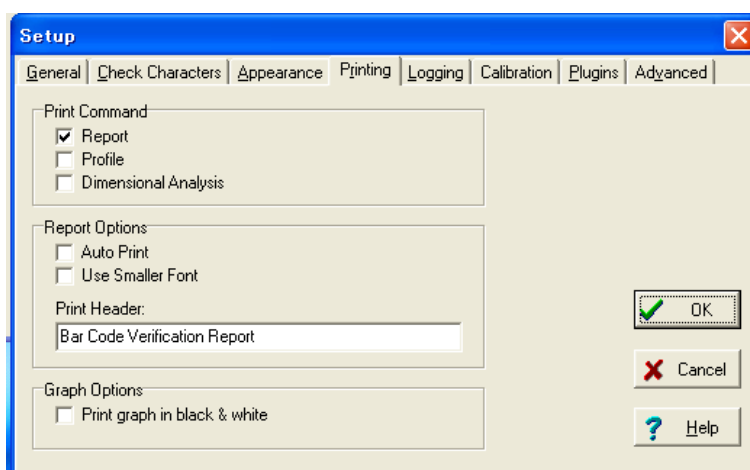 Setup
General Check Characters Appearance Printing Logging Calibration Plugins Advanced
Print Command
Report
Profile
Dimensional Analysis
Report Options
Auto Print
Use Smaller Font
Print Header:
Bar Code Verification Report
Graph Options
Print graph in black & white
OK
Cancel
Help